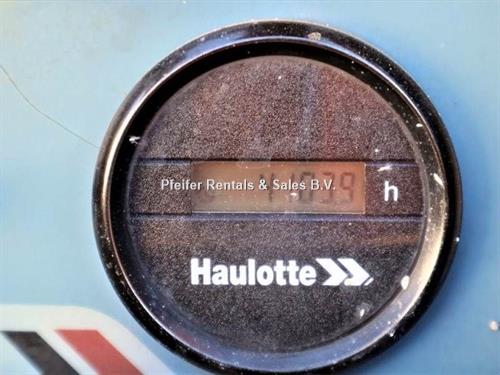 Pfeifer Rentals & Sales B.V.
h
Haulotte